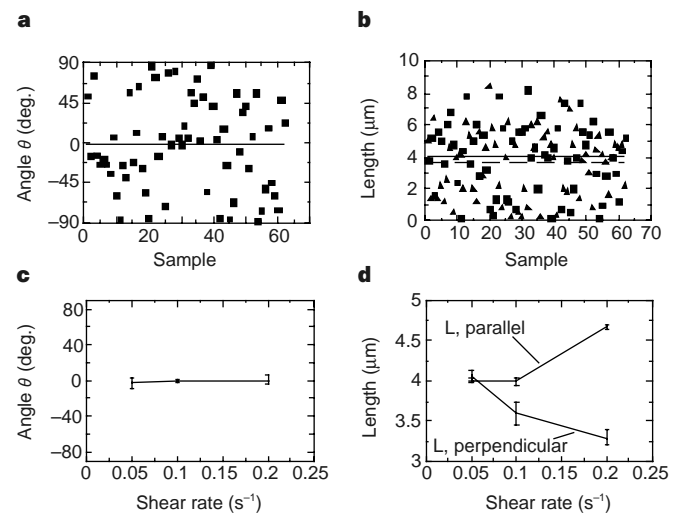 a
90
45
0
–45
–90
Angle θ (deg.)
0 20 40 60
Sample
b
10
8
6
4
2
0
Length (μm)
0 10 20 30 40 50 60 70
Sample
c
80
40
0
–40
–80
Angle θ (deg.)
0 0.05 0.1 0.15 0.2 0.25
Shear rate (s⁻¹)
d
5
4.5
4
3.5
3
Length (μm)
L, parallel
L, perpendicular
0 0.05 0.1 0.15 0.2 0.25
Shear rate (s⁻¹)